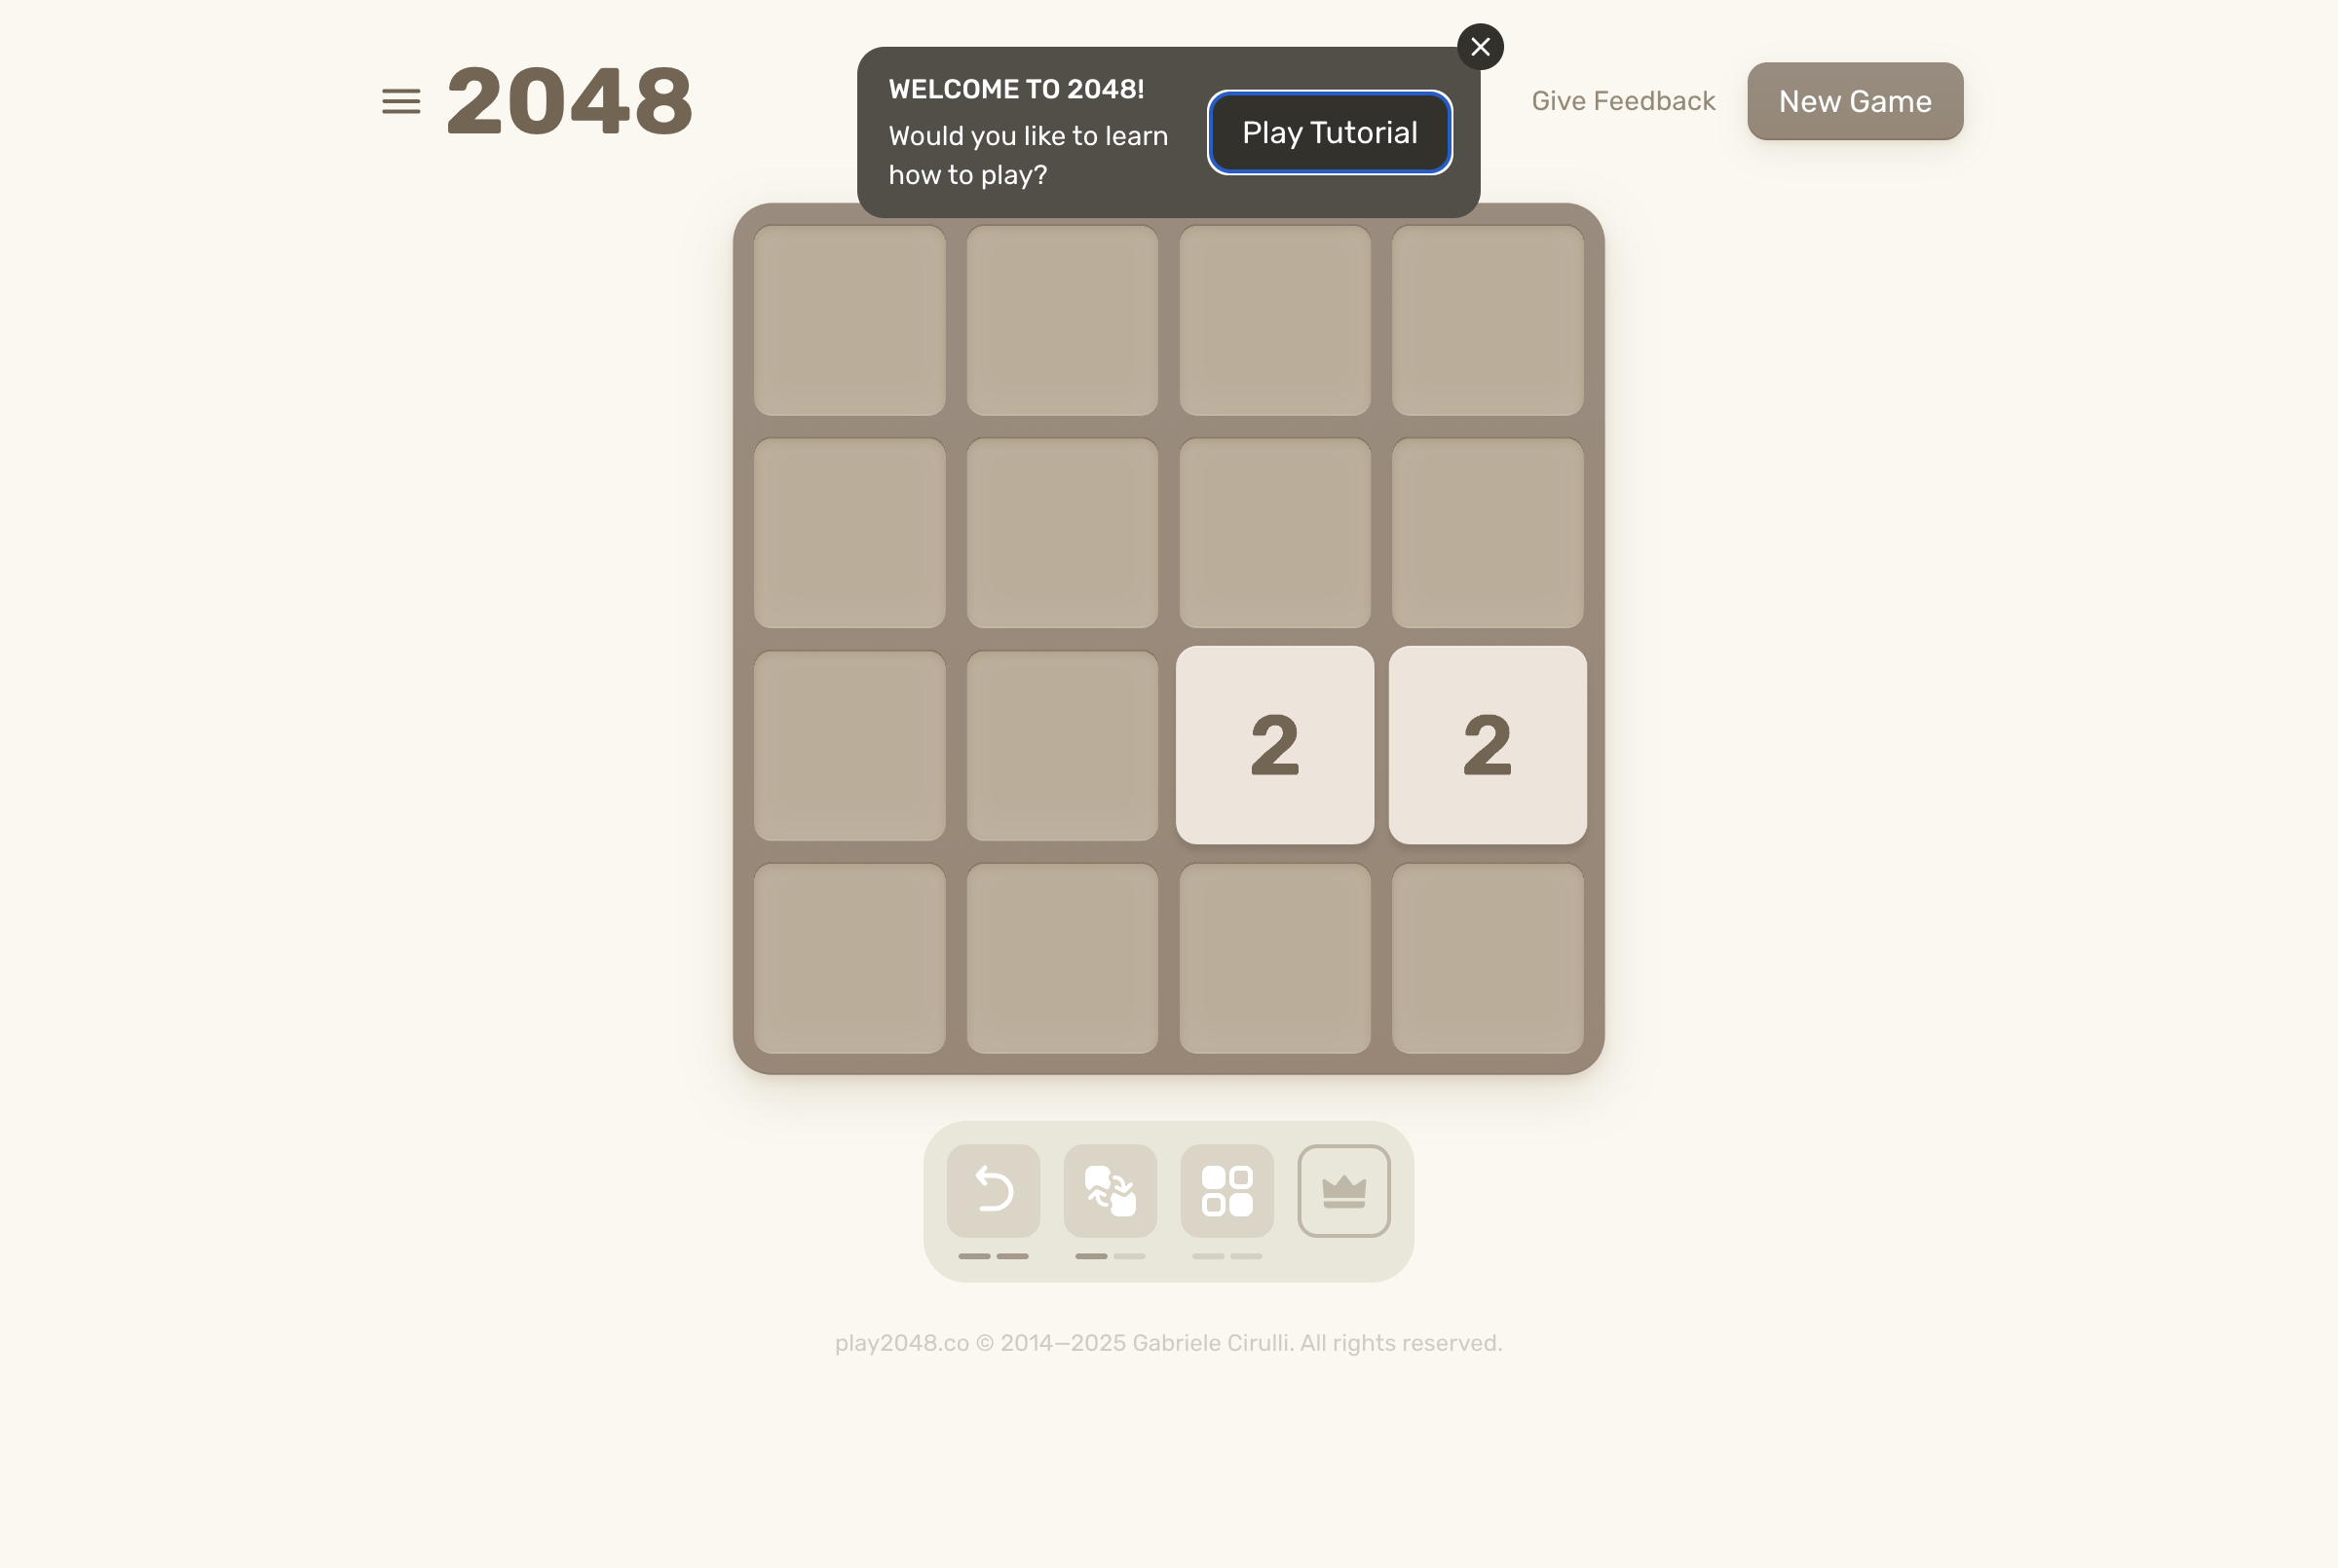 2048
WELCOME TO 2048!
Would you like to learn
how to play?
Play Tutorial
Give Feedback
New Game
2 2
play2048.co © 2014—2025 Gabriele Cirulli. All rights reserved.